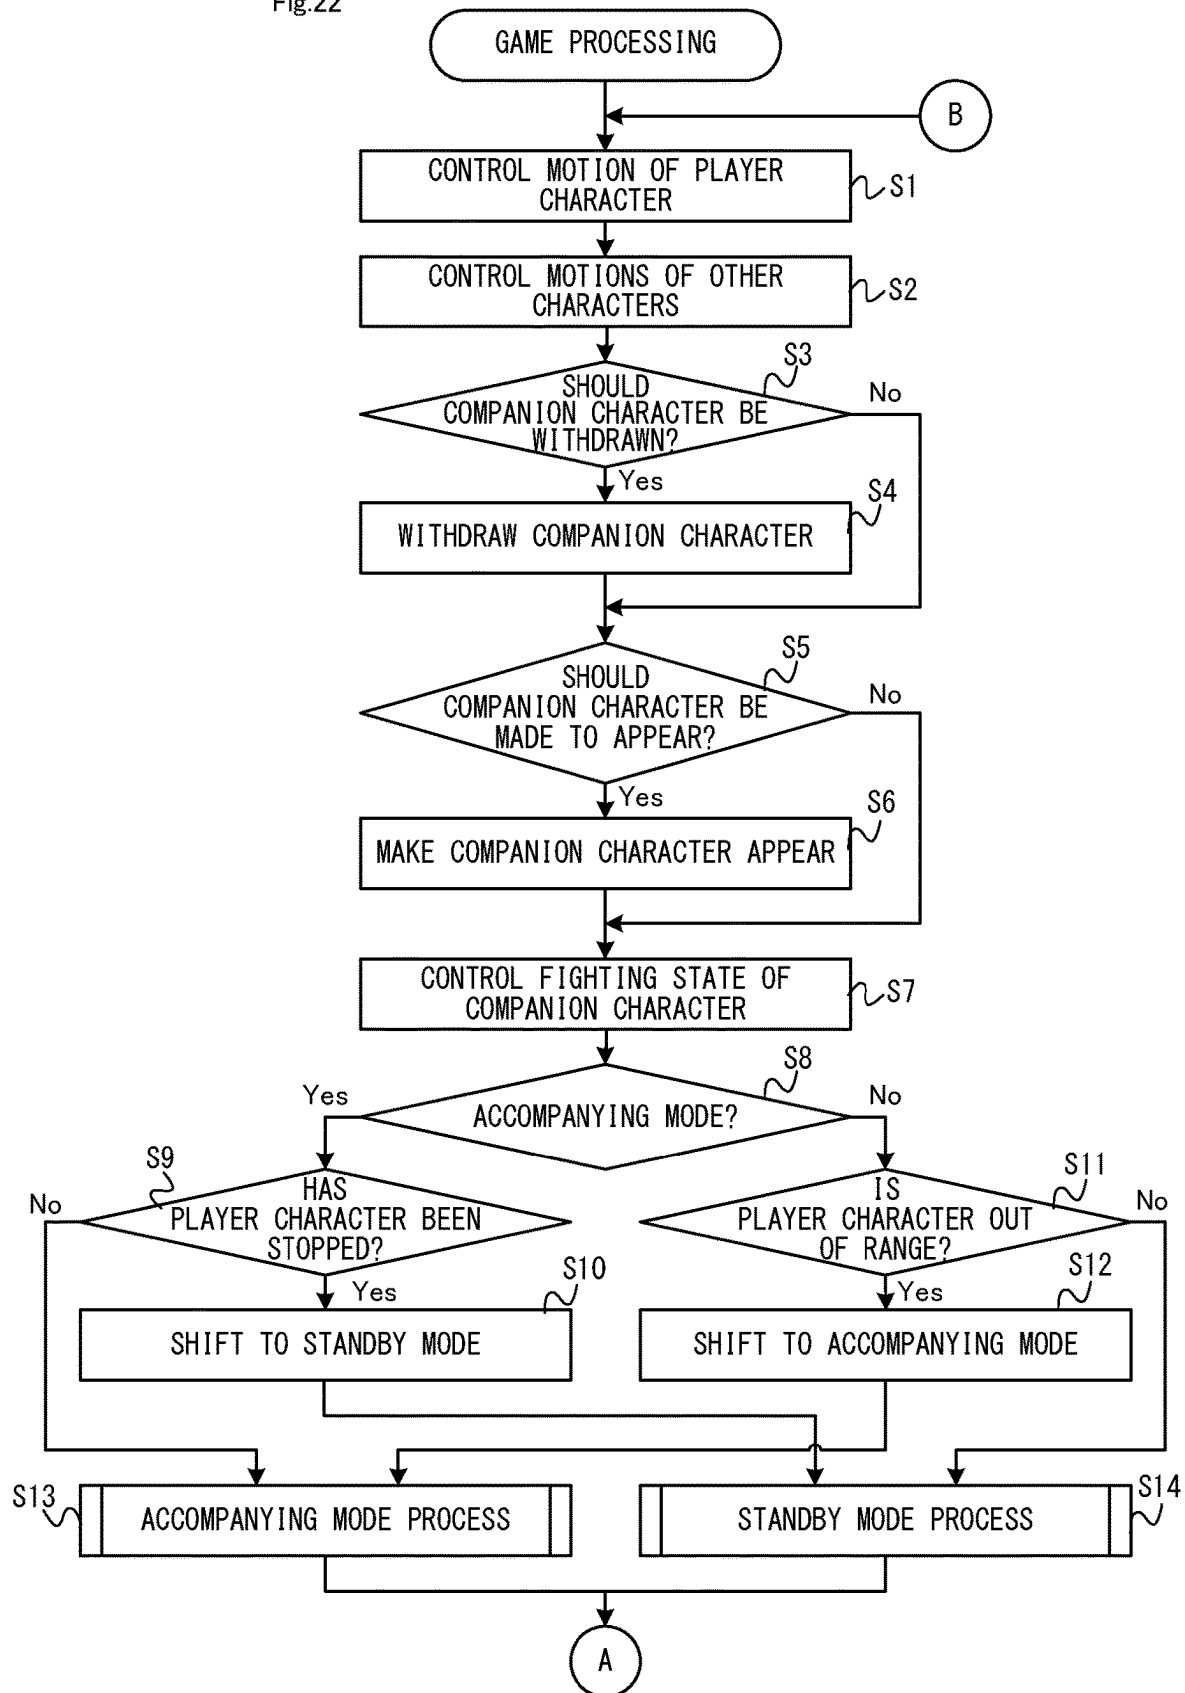 Fig.22
GAME PROCESSING
B
CONTROL MOTION OF PLAYER
CHARACTER
S1
CONTROL MOTIONS OF OTHER
CHARACTERS
S2
S3
SHOULD
COMPANION CHARACTER BE
WITHDRAWN?
No
Yes
S4
WITHDRAW COMPANION CHARACTER
S5
SHOULD
COMPANION CHARACTER BE
MADE TO APPEAR?
No
Yes
S6
MAKE COMPANION CHARACTER APPEAR
CONTROL FIGHTING STATE OF
COMPANION CHARACTER
S7
S8
Yes
ACCOMPANYING MODE?
No
S9
No
HAS
PLAYER CHARACTER BEEN
STOPPED?
Yes
S11
IS
PLAYER CHARACTER OUT
OF RANGE?
No
Yes
S10
SHIFT TO STANDBY MODE
S12
SHIFT TO ACCOMPANYING MODE
S13
ACCOMPANYING MODE PROCESS
STANDBY MODE PROCESS
S14
A